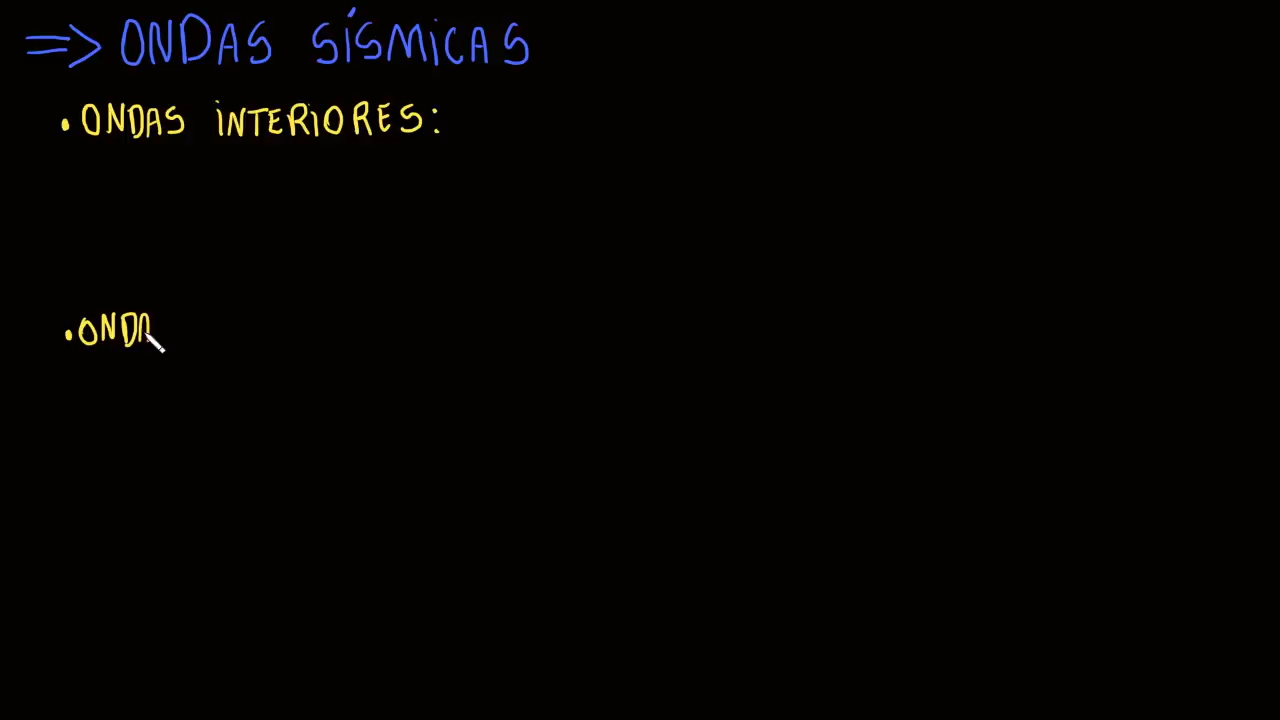 => ONDAS SÍSMICAS
• ONDAS INTERIORES:
• ONDA